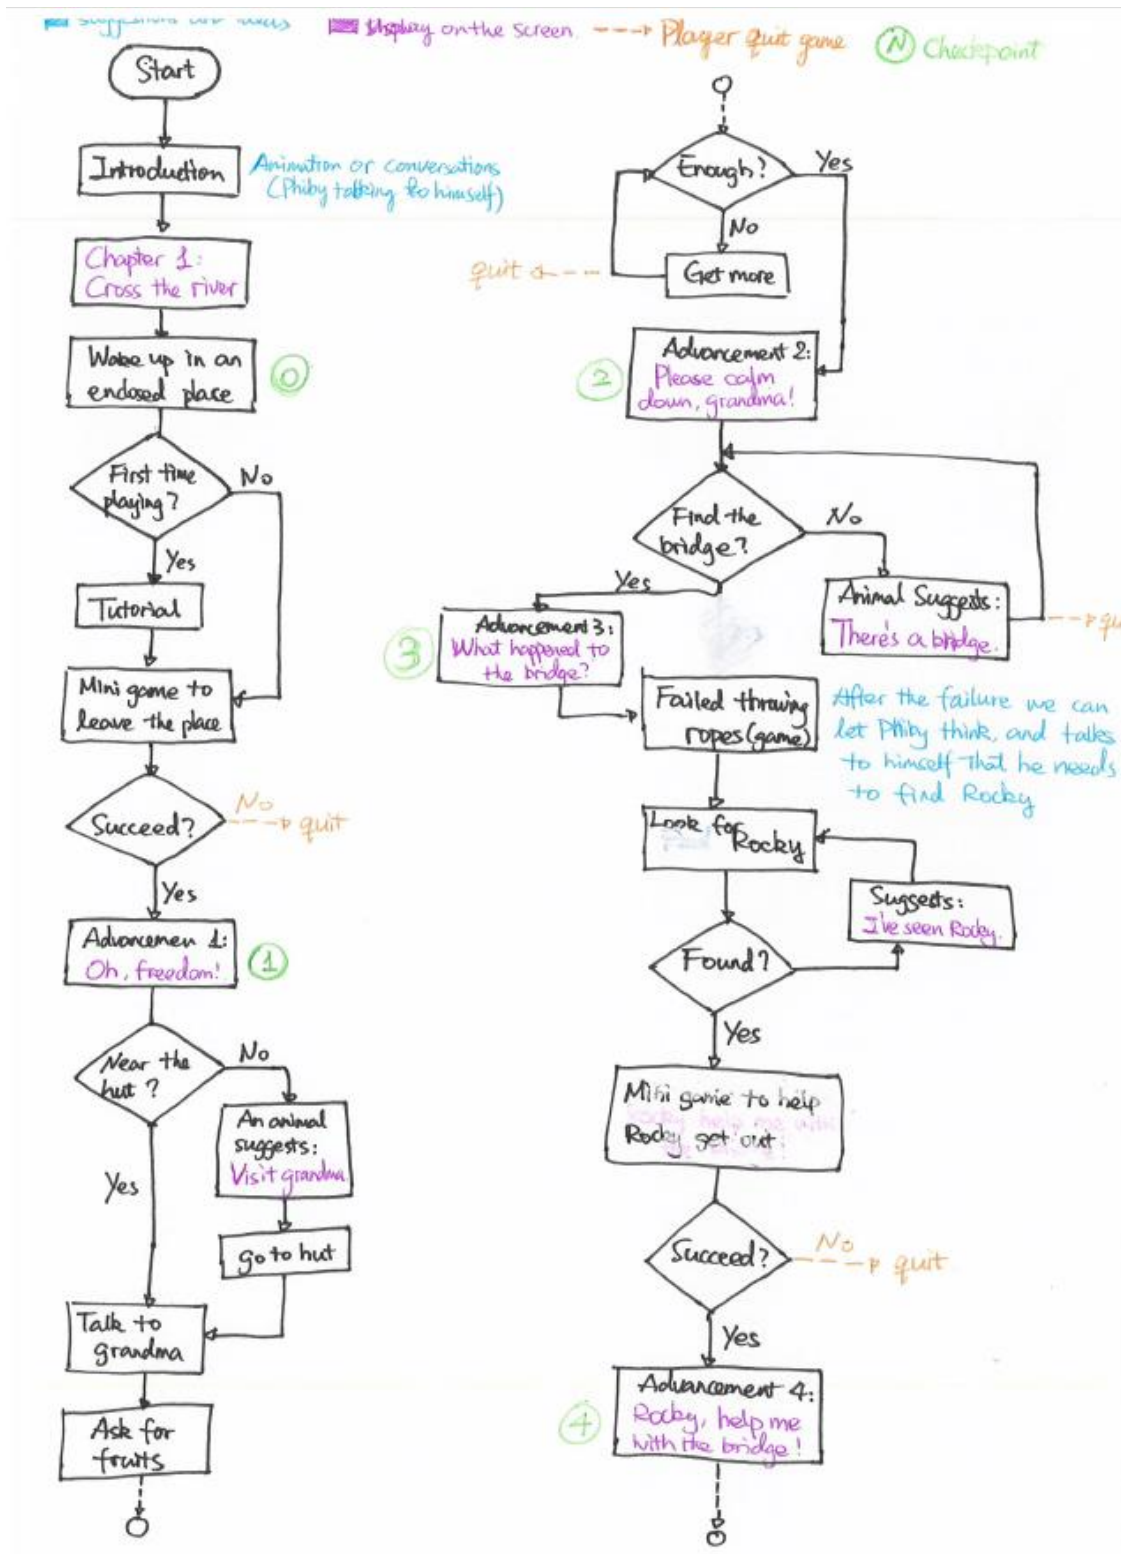 Suggestions and
Display on the screen
Player quit game
N Checkpoint
Start
Introduction
Animation or conversations
(Philby talking to himself)
Chapter 1:
Cross the river
Wake up in an
enclosed place
0
First time
playing?
No
Yes
Tutorial
Mini game to
leave the place
Succeed?
No
quit
Yes
Advancemen 1:
Oh, freedom!
1
Near the
hut?
No
An animal
suggests:
Visit grandma
Yes
go to hut
Talk to
grandma
Ask for
fruits
Enough?
Yes
No
Get more
quit
Advancement 2:
Please calm
down, grandma!
2
Find the
bridge?
No
Yes
Animal Suggests:
There's a bridge.
qu
Advancement 3:
What happened to
the bridge?
3
Failed throwing
ropes (game)
After the failure we can
let Philby think, and talks
to himself that he needs
to find Rocky
Look for
Rocky
Suggests:
I've seen Rocky.
Found?
Yes
Mini game to help
Rocky get out
Succeed?
No
quit
Yes
Advancement 4:
Rocky, help me
with the bridge!
4